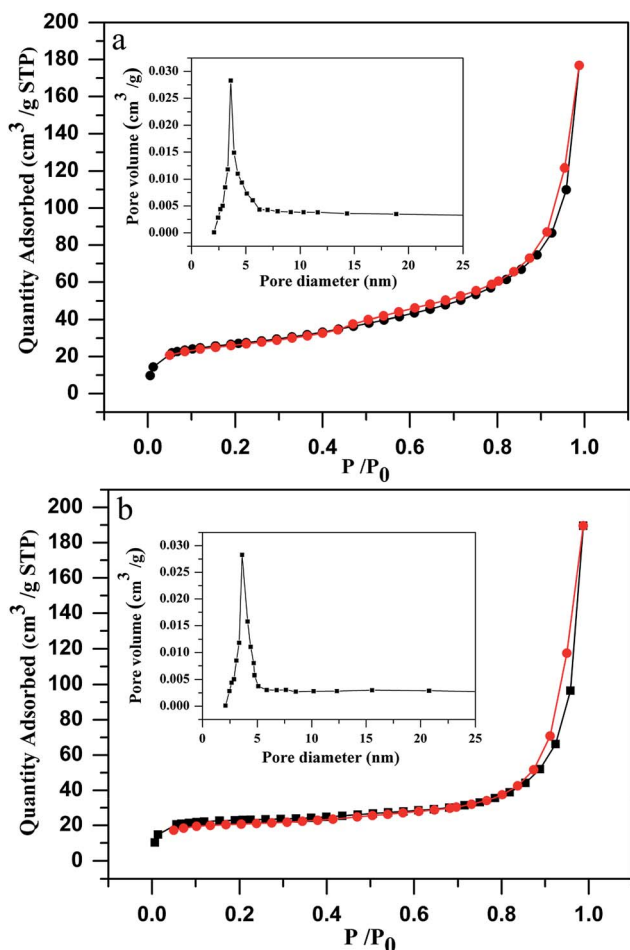 a
200
180
160
140
120
100
80
60
40
20
0
Quantity Adsorbed (cm³ /g STP)
0.0 0.2 0.4 0.6 0.8 1.0
P /P₀
0.030
0.025
0.020
0.015
0.010
0.005
0.000
Pore volume (cm³ /g)
0 5 10 15 20 25
Pore diameter (nm)
b
200
180
160
140
120
100
80
60
40
20
0
Quantity Adsorbed (cm³ /g STP)
0.0 0.2 0.4 0.6 0.8 1.0
P /P₀
0.030
0.025
0.020
0.015
0.010
0.005
0.000
Pore volume (cm³ /g)
0 5 10 15 20 25
Pore diameter (nm)